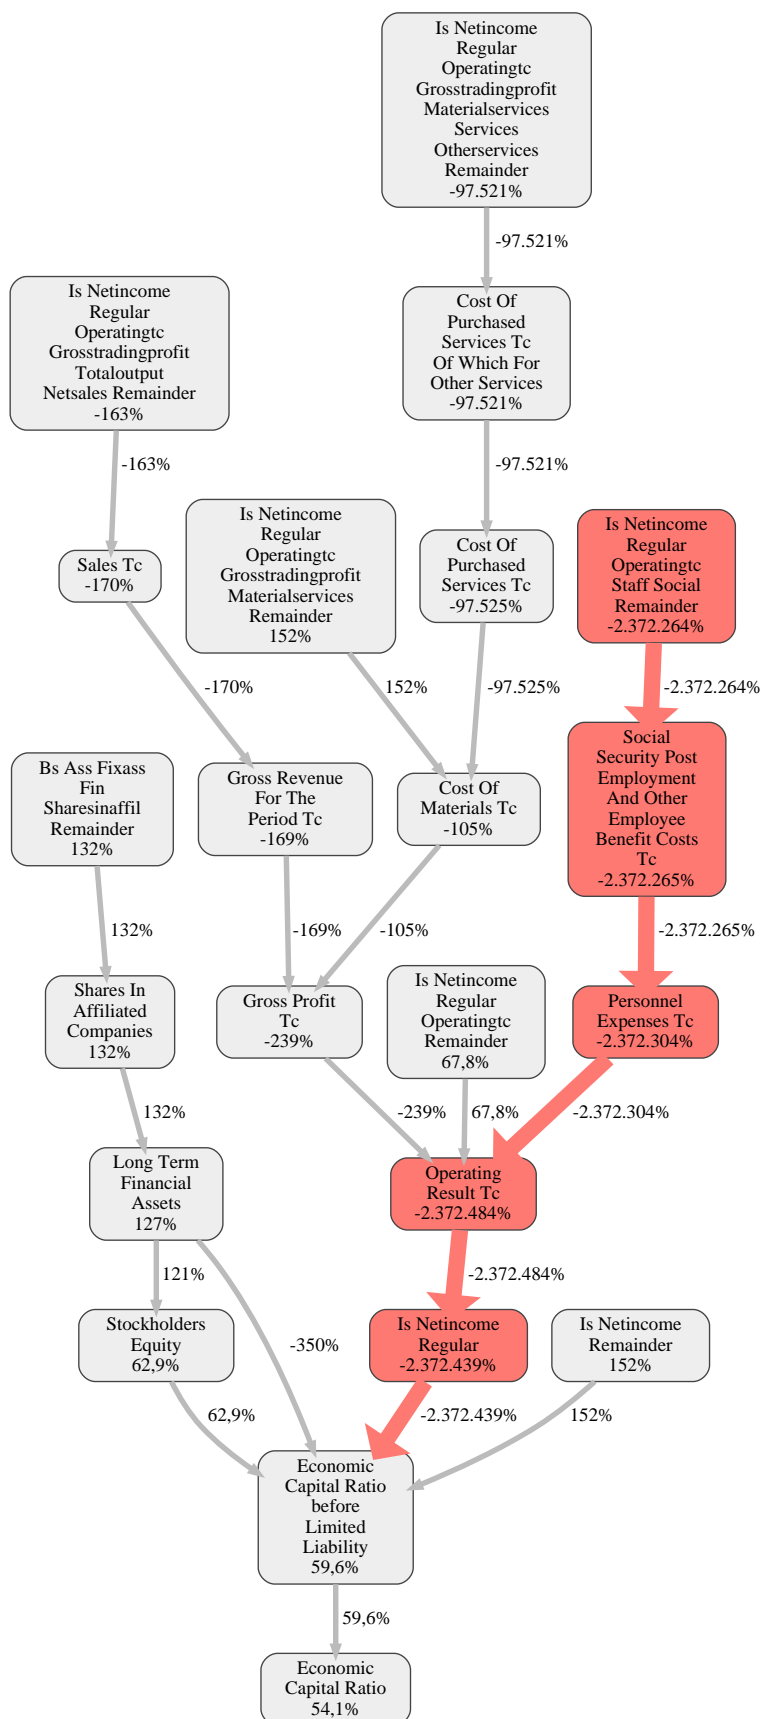 Is Netincome
Regular
Operatingtc
Grosstradingprofit
Materialservices
Services
Otherservices
Remainder
-97.521%
-97.521%
Is Netincome
Regular
Operatingtc
Grosstradingprofit
Totaloutput
Netsales Remainder
-163%
Cost Of
Purchased
Services Tc
Of Which For
Other Services
-97.521%
-163%
-97.521%
Is Netincome
Regular
Operatingtc
Grosstradingprofit
Materialservices
Remainder
152%
Is Netincome
Regular
Operatingtc
Staff Social
Remainder
-2.372.264%
Sales Tc
-170%
Cost Of
Purchased
Services Tc
-97.525%
-170%
152%
-97.525%
-2.372.264%
Bs Ass Fixass
Fin
Sharesinaffil
Remainder
132%
Gross Revenue
For The
Period Tc
-169%
Cost Of
Materials Tc
-105%
Social
Security Post
Employment
And Other
Employee
Benefit Costs
Tc
-2.372.265%
132%
-169%
-105%
-2.372.265%
Shares In
Affiliated
Companies
132%
Gross Profit
Tc
-239%
Is Netincome
Regular
Operatingtc
Remainder
67,8%
Personnel
Expenses Tc
-2.372.304%
132%
-239%
67,8%
-2.372.304%
Long Term
Financial
Assets
127%
Operating
Result Tc
-2.372.484%
121%
-350%
-2.372.484%
Stockholders
Equity
62,9%
Is Netincome
Regular
-2.372.439%
Is Netincome
Remainder
152%
62,9%
-2.372.439%
152%
Economic
Capital Ratio
before
Limited
Liability
59,6%
59,6%
Economic
Capital Ratio
54,1%